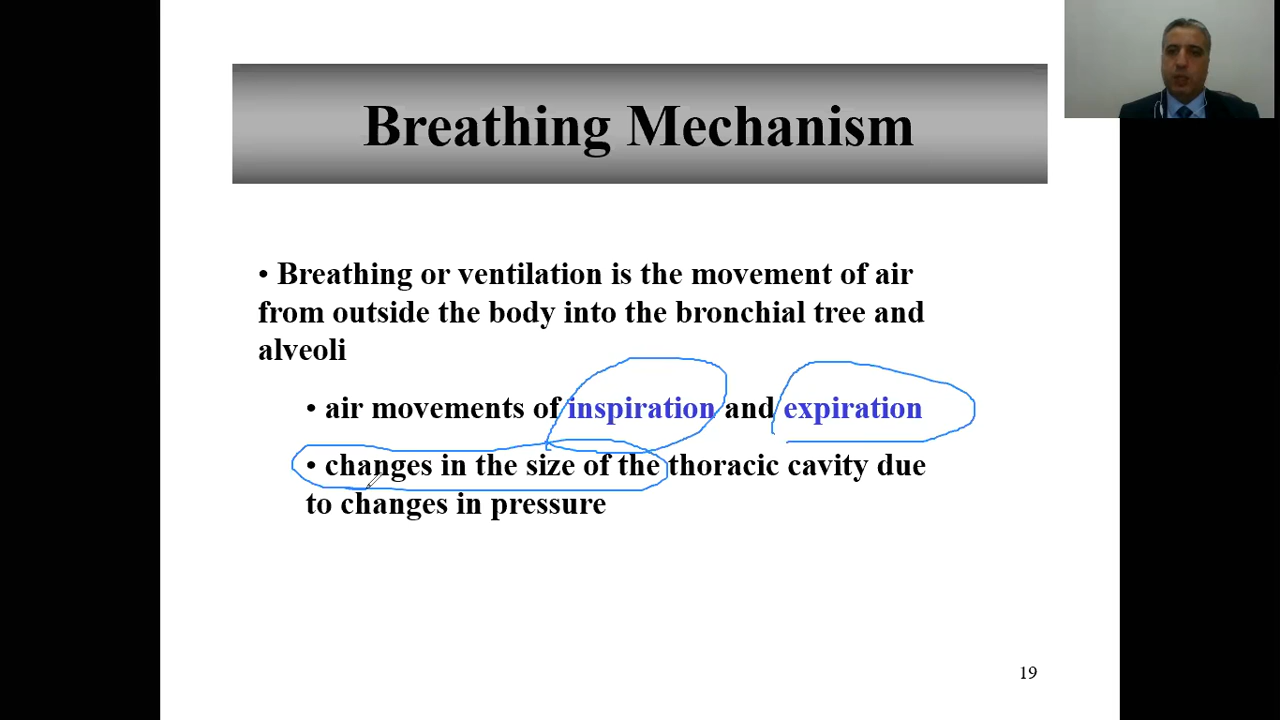 Breathing Mechanism
• Breathing or ventilation is the movement of air
from outside the body into the bronchial tree and
alveoli
• air movements of inspiration and expiration
• changes in the size of the thoracic cavity due
to changes in pressure
19